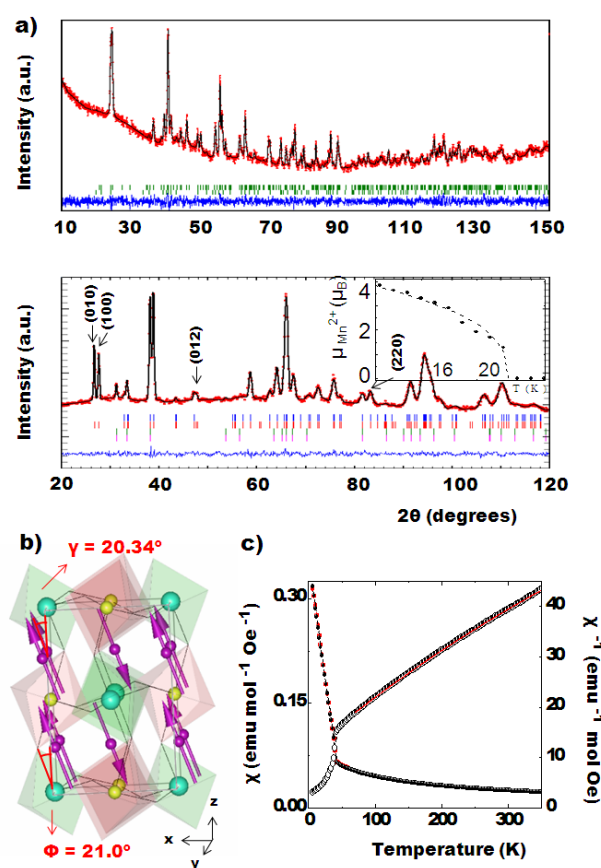 a)
Intensity (a.u.)
10 30 50 70 90 110 130 150
Intensity (a.u.)
(010)
(100)
(012)
(220)
μMn2+ (μB)
4
2
0
16 20
T (K)
20 40 60 80 100 120
2θ (degrees)
b)
γ = 20.34°
Φ = 21.0°
z
x
y
c)
χ (emu mol -1 Oe -1)
0.30
0.15
0.00
0 100 200 300
Temperature (K)
40
30
20
10
0
χ -1 (emu -1 mol Oe)